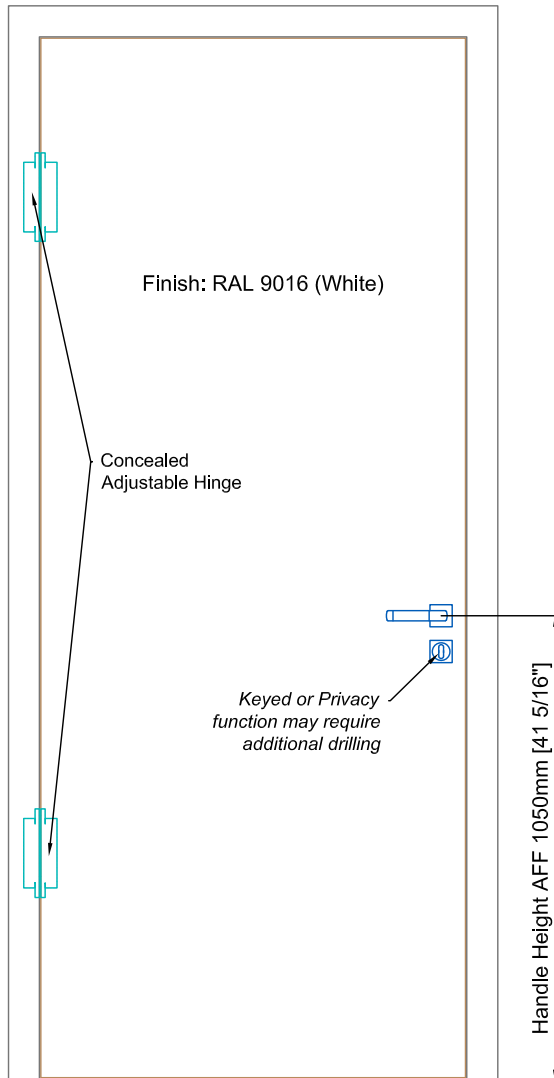 Finish: RAL 9016 (White)
Concealed
Adjustable Hinge
Keyed or Privacy
function may require
additional drilling
Handle Height AFF 1050mm [41 5/16"]